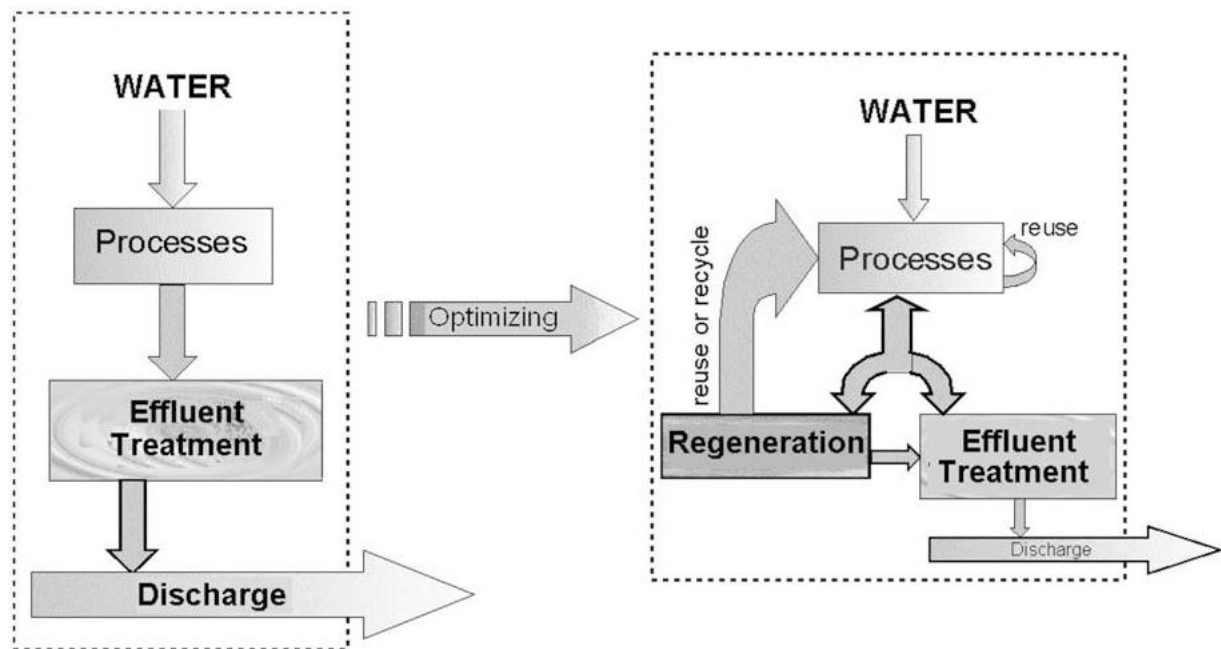 WATER
Processes
Effluent
Treatment
Discharge
Optimizing
WATER
reuse or recycle
Processes
reuse
Regeneration
Effluent
Treatment
Discharge